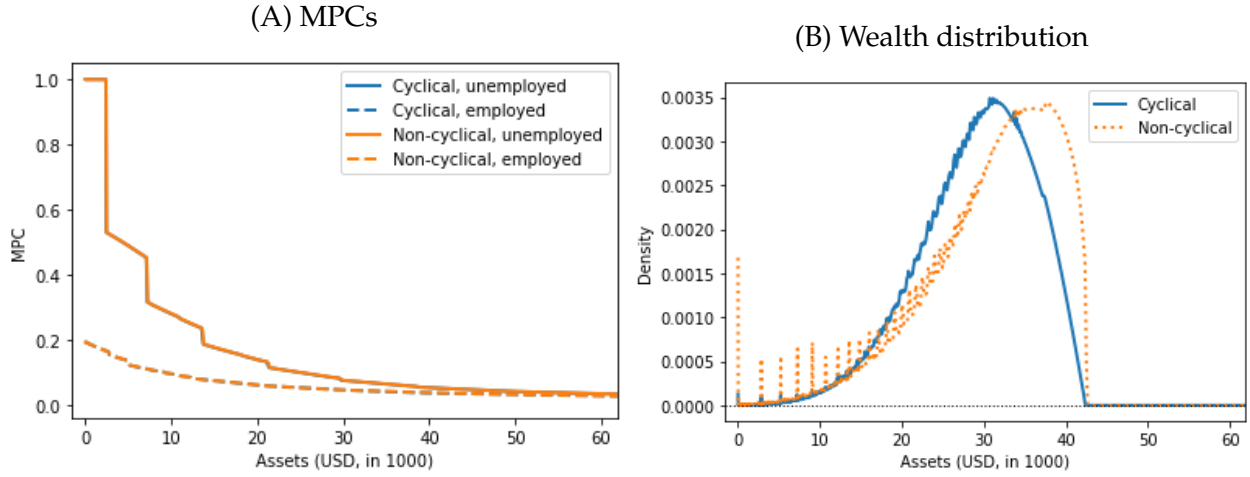 (A) MPCs
1.0
0.8
0.6
0.4
0.2
0.0
MPC
Cyclical, unemployed
Cyclical, employed
Non-cyclical, unemployed
Non-cyclical, employed
0 10 20 30 40 50 60
Assets (USD, in 1000)
(B) Wealth distribution
0.0035
0.0030
0.0025
0.0020
0.0015
0.0010
0.0005
0.0000
Density
Cyclical
Non-cyclical
0 10 20 30 40 50 60
Assets (USD, in 1000)